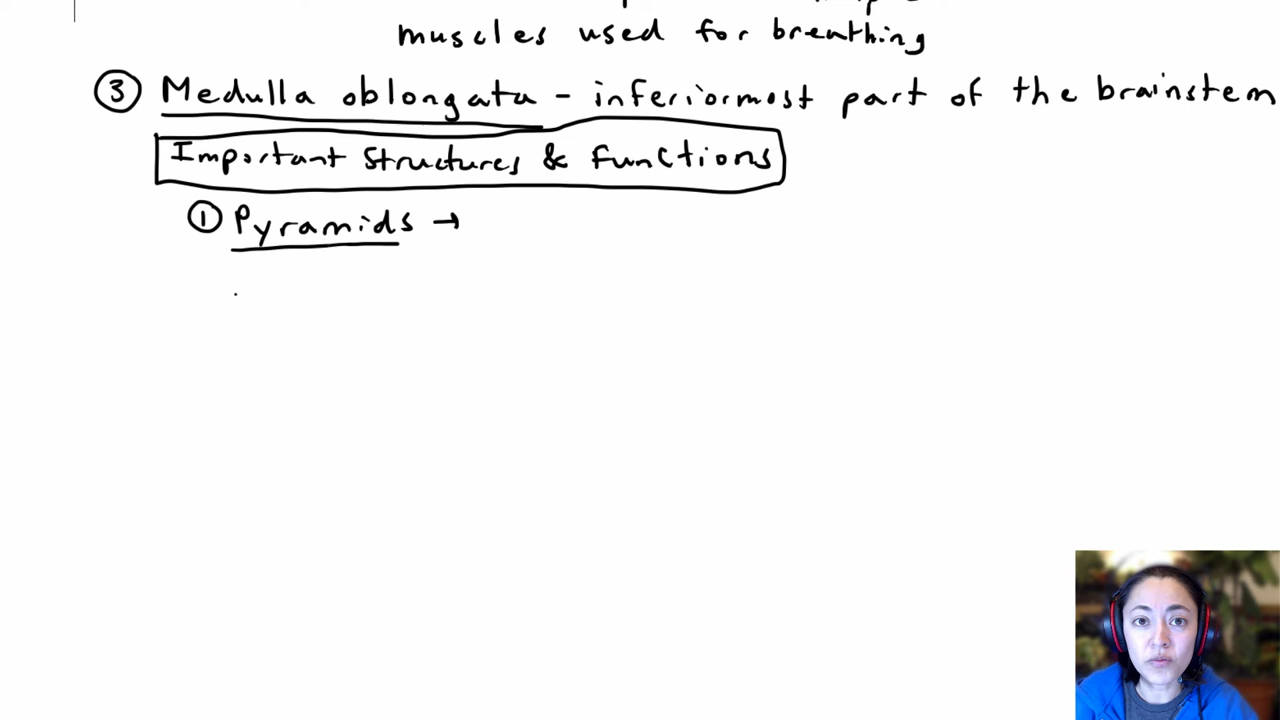 muscles used for breathing
③ Medulla oblongata - inferiormost part of the brainstem
Important Structures & Functions
① Pyramids →